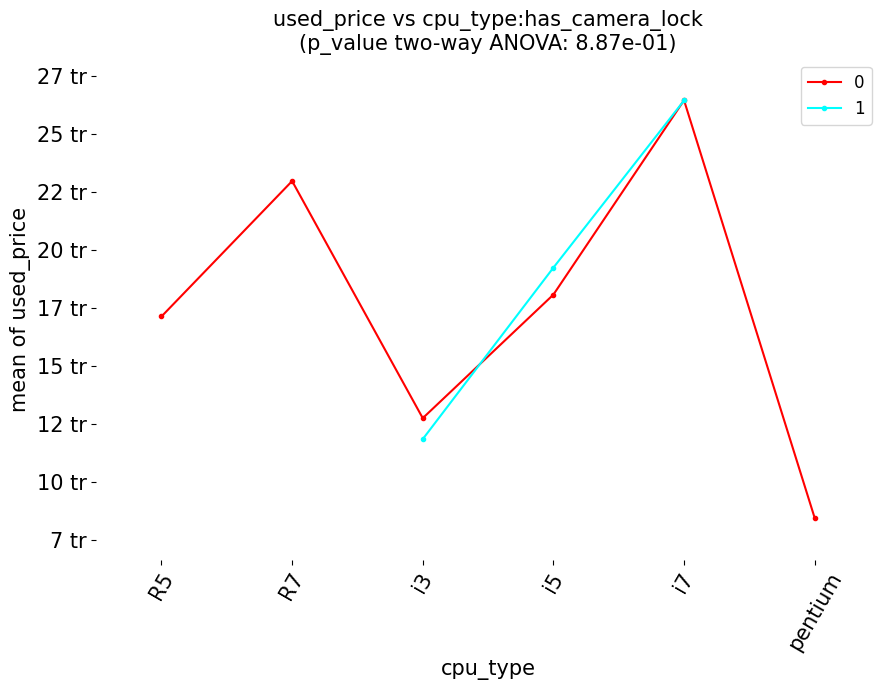 used_price vs cpu_type:has_camera_lock
(p_value two-way ANOVA: 8.87e-01)
0
1
mean of used_price
27 tr
25 tr
22 tr
20 tr
17 tr
15 tr
12 tr
10 tr
7 tr
R5
R7
i3
i5
i7
pentium
cpu_type